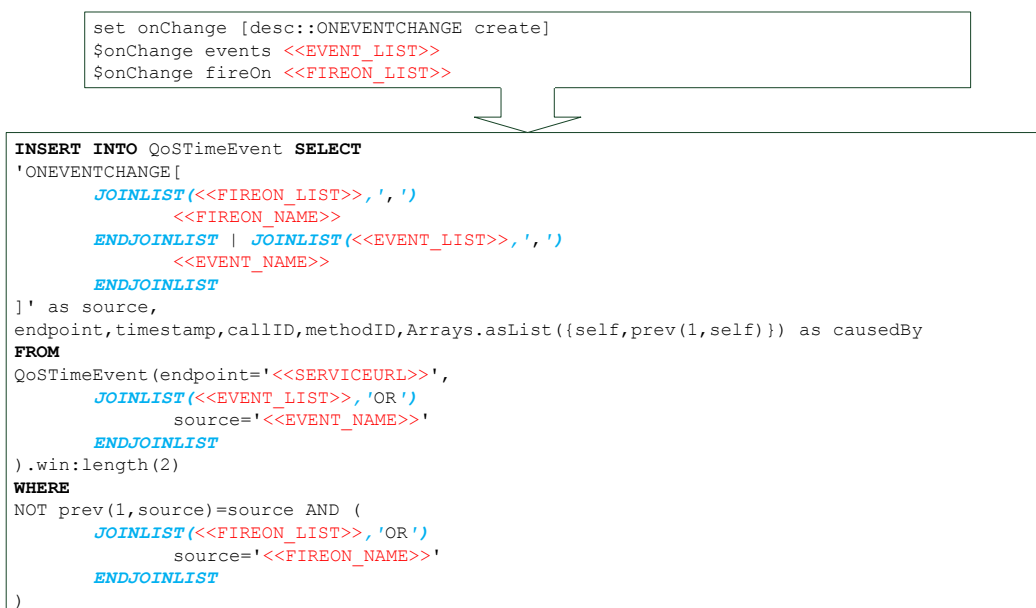 set onChange [desc::ONEVENTCHANGE create]
$onChange events <<EVENT_LIST>>
$onChange fireOn <<FIREON_LIST>>
INSERT INTO QoSTimeEvent SELECT
'ONEVENTCHANGE[
JOINLIST(<<FIREON_LIST>>,',')
<<FIREON_NAME>>
ENDJOINLIST | JOINLIST(<<EVENT_LIST>>,',')
<<EVENT_NAME>>
ENDJOINLIST
]' as source,
endpoint,timestamp,callID,methodID,Arrays.asList({self,prev(1,self)}) as causedBy
FROM
QoSTimeEvent(endpoint='<<SERVICEURL>>',
JOINLIST(<<EVENT_LIST>>,'OR')
source='<<EVENT_NAME>>'
ENDJOINLIST
).win:length(2)
WHERE
NOT prev(1,source)=source AND (
JOINLIST(<<FIREON_LIST>>,'OR')
source='<<FIREON_NAME>>'
ENDJOINLIST
)